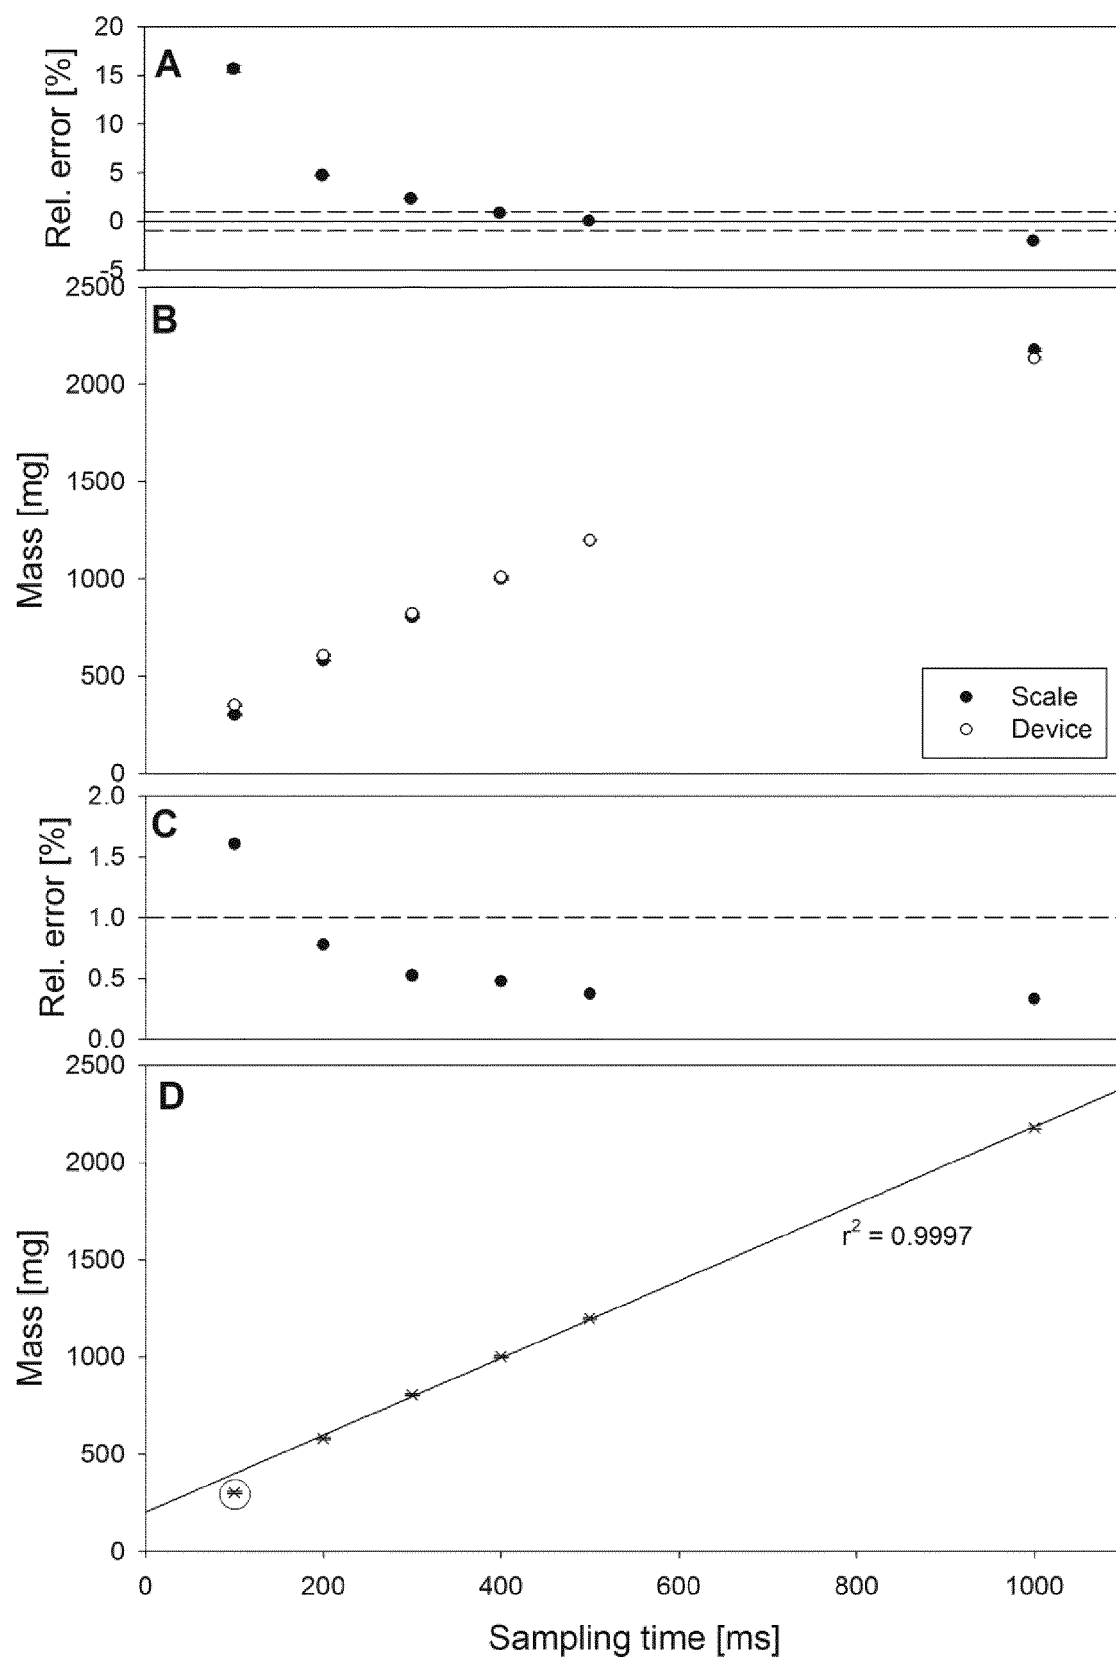 A
Rel. error [%]
20
15
10
5
0
-5
B
Mass [mg]
2500
2000
1500
1000
500
0
Scale
Device
C
Rel. error [%]
2.0
1.5
1.0
0.5
0.0
D
Mass [mg]
2500
2000
1500
1000
500
0
r² = 0.9997
0 200 400 600 800 1000
Sampling time [ms]